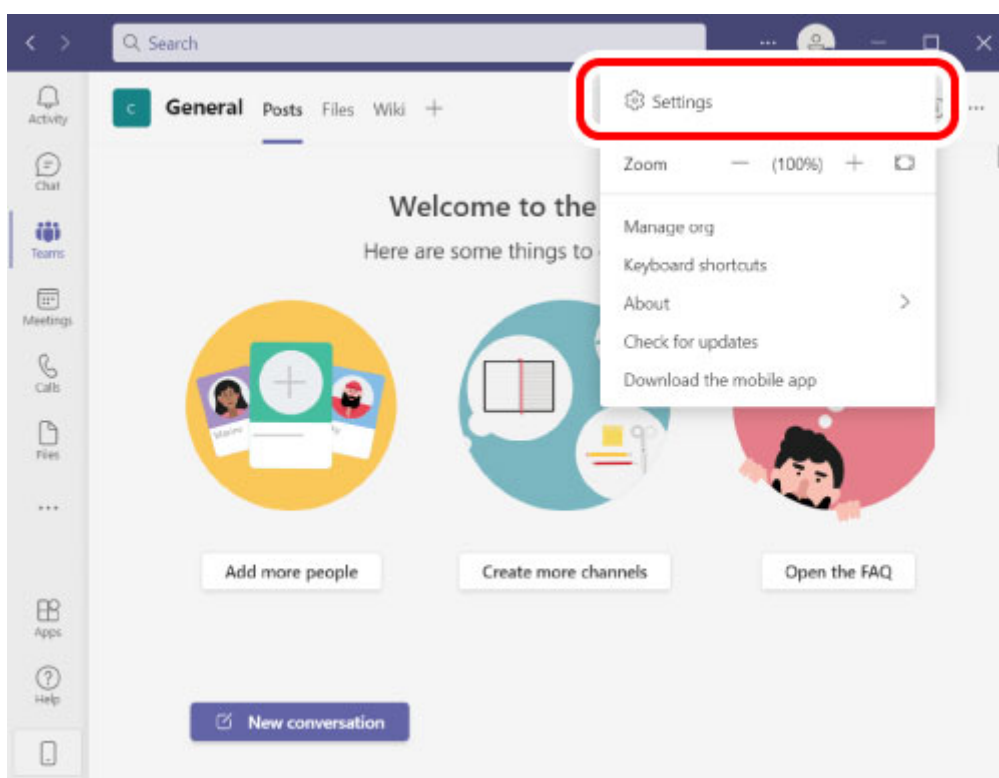 Search
Activity
Chat
Teams
Meetings
Calls
Files
...
Apps
Help
C
General Posts Files Wiki +
Settings
Zoom — (100%) +
Manage org
Keyboard shortcuts
About
Check for updates
Download the mobile app
Welcome to the
Here are some things to
Add more people
Create more channels
Open the FAQ
New conversation